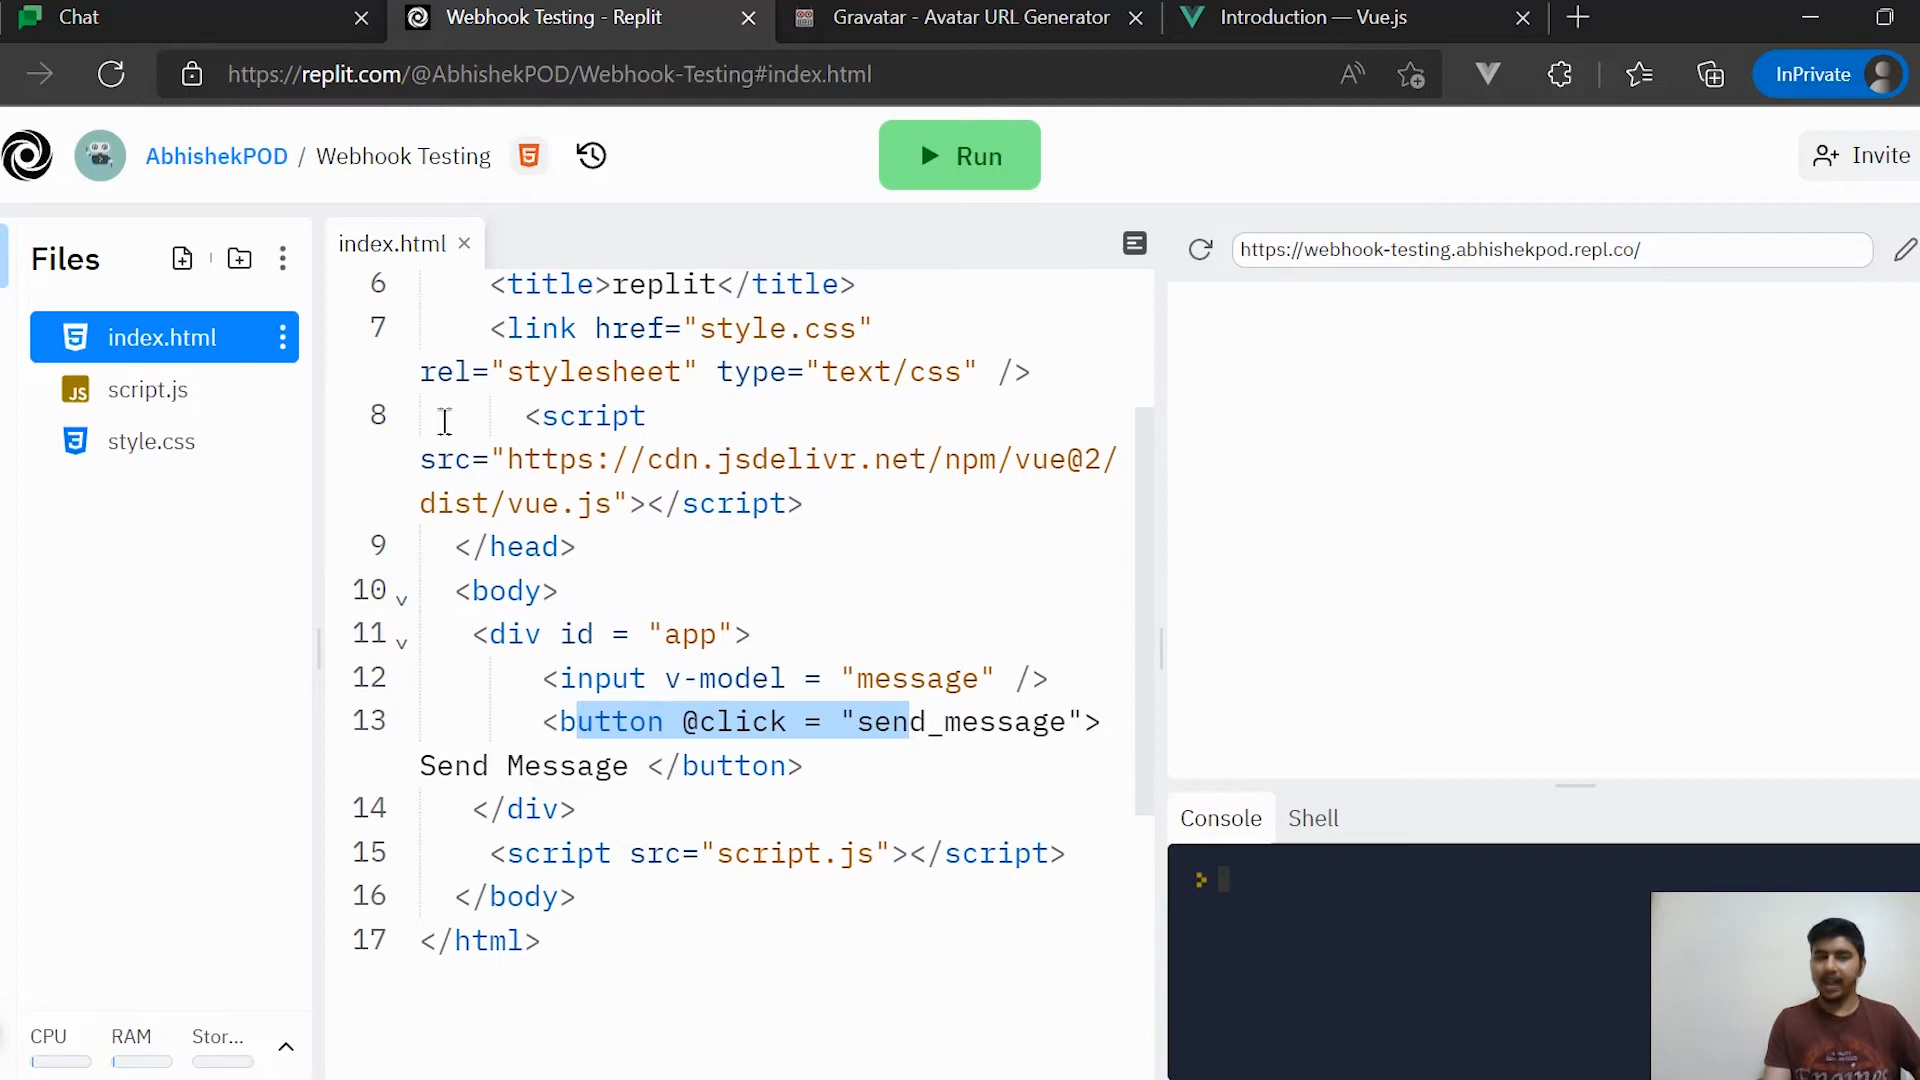 Chat
Webhook Testing - Replit
Gravatar - Avatar URL Generator
Introduction — Vue.js
https://replit.com/@AbhishekPOD/Webhook-Testing#index.html
InPrivate
AbhishekPOD / Webhook Testing
Run
Invite
Files
index.html
script.js
style.css
CPU
RAM
Stor...
index.html
6 <title>replit</title>
7 <link href="style.css"
rel="stylesheet" type="text/css" />
8 <script
src="https://cdn.jsdelivr.net/npm/vue@2/
dist/vue.js"></script>
9 </head>
10 <body>
11 <div id = "app">
12 <input v-model = "message" />
13 <button @click = "send_message">
Send Message </button>
14 </div>
15 <script src="script.js"></script>
16 </body>
17 </html>
https://webhook-testing.abhishekpod.repl.co/
Console
Shell
>